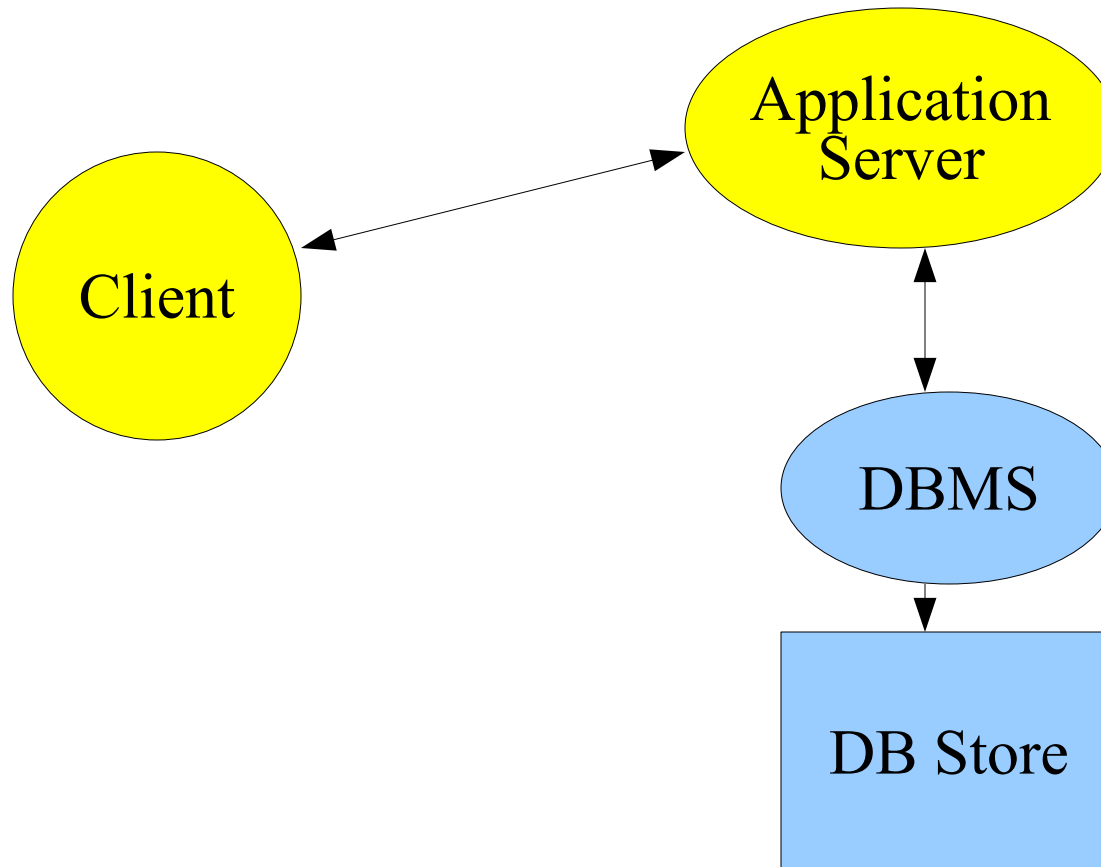 Application
Server
Client
DBMS
DB Store